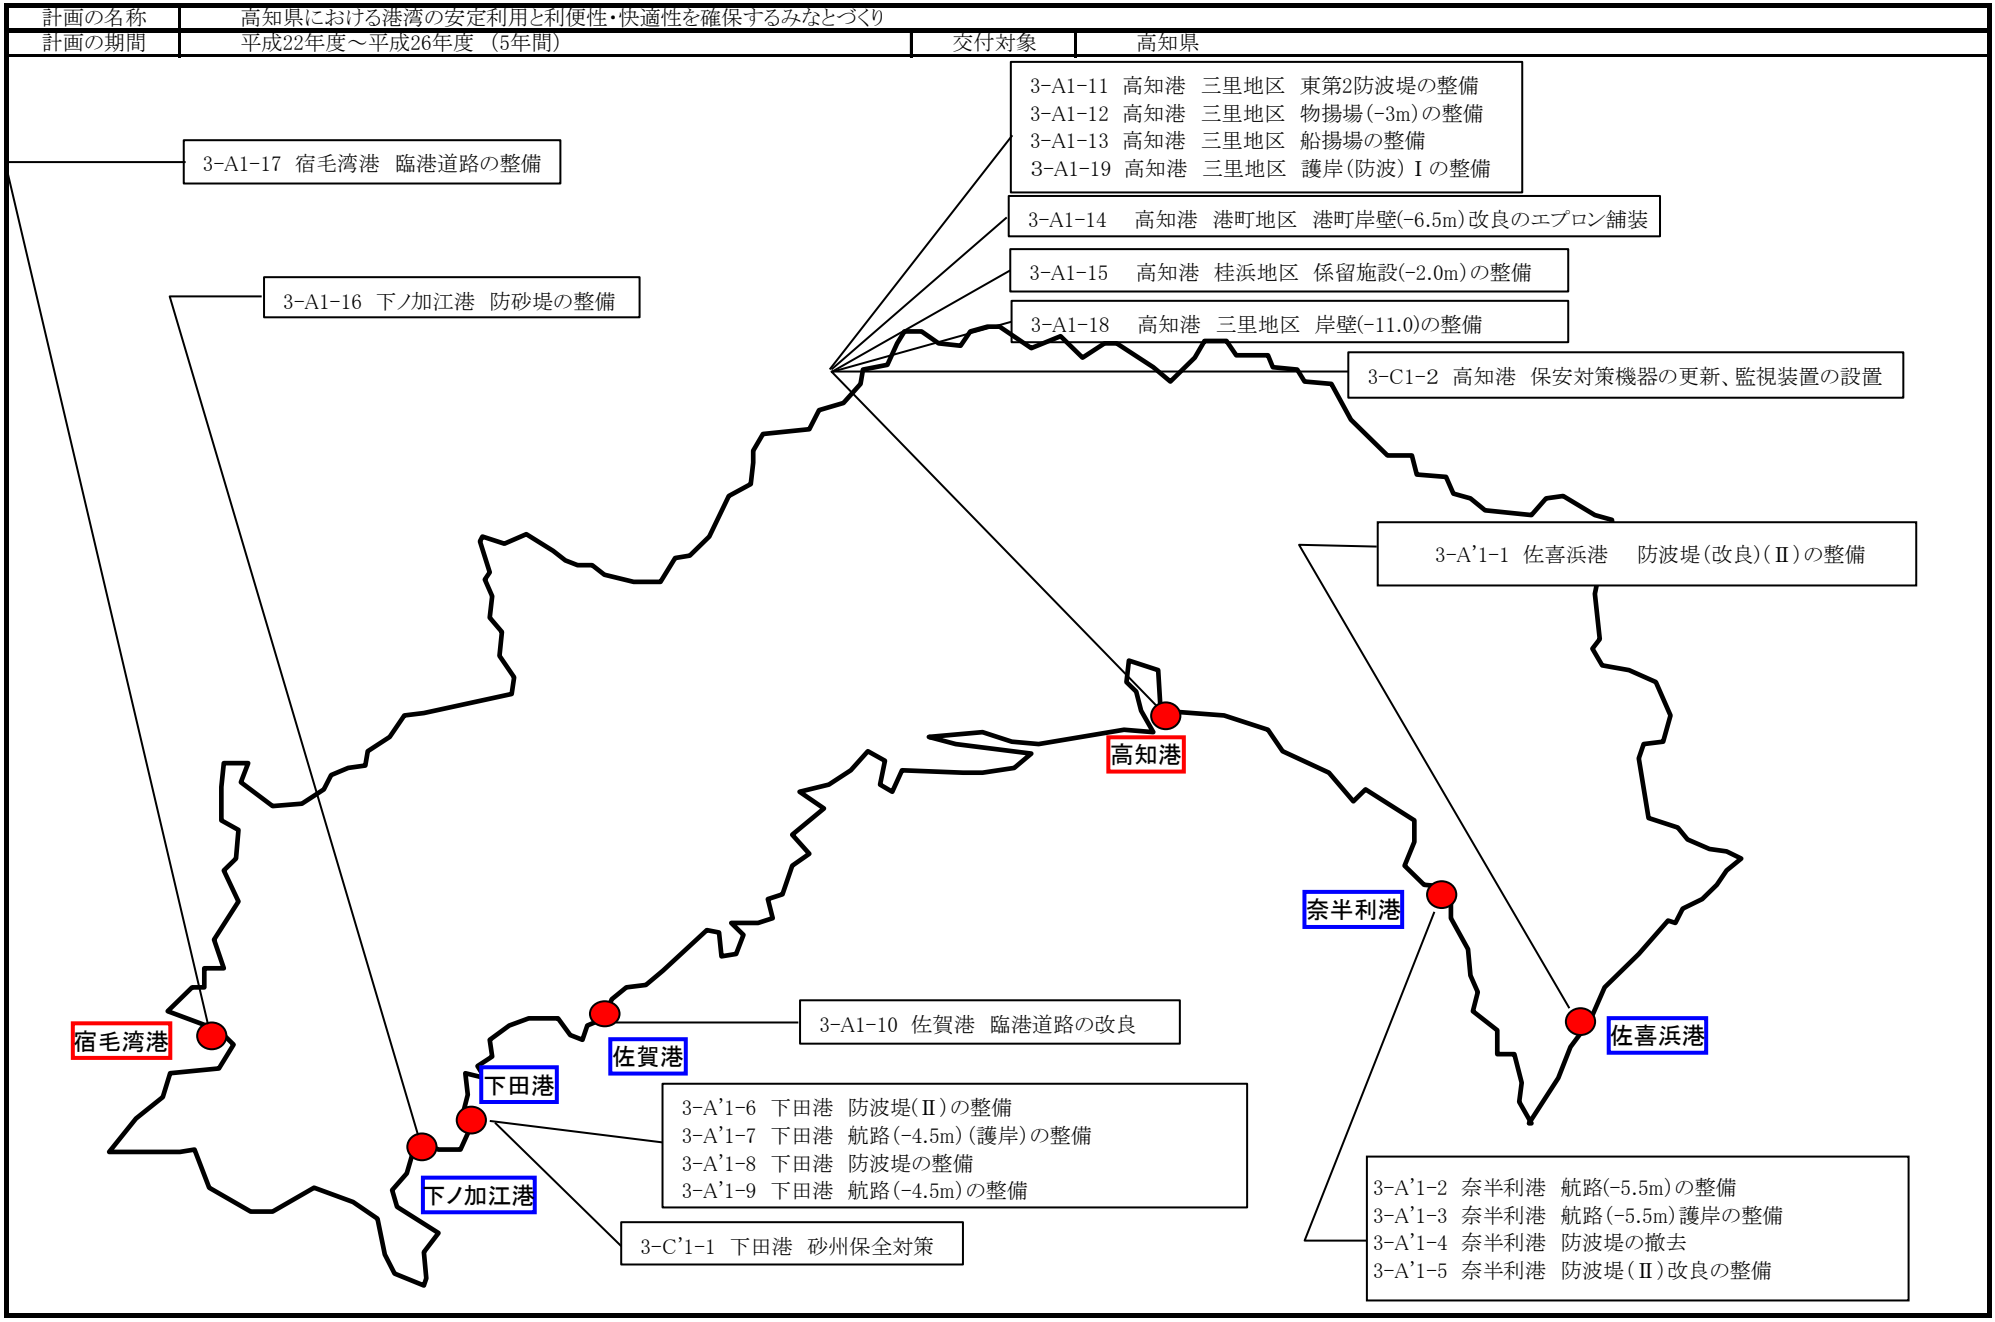 計画の名称　高知県における港湾の安定利用と利便性・快適性を確保するみなとづくり
計画の期間　平成22年度～平成26年度　(5年間)　交付対象　高知県
3-A1-11　高知港　三里地区　東第2防波堤の整備
3-A1-12　高知港　三里地区　物揚場(-3m)の整備
3-A1-13　高知港　三里地区　船揚場の整備
3-A1-19　高知港　三里地区　護岸(防波)Ⅰの整備
3-A1-17　宿毛湾港　臨港道路の整備
3-A1-14　高知港　港町地区　港町岸壁(-6.5m)改良のエプロン舗装
3-A1-15　高知港　桂浜地区　係留施設(-2.0m)の整備
3-A1-16　下ノ加江港　防砂堤の整備
3-A1-18　高知港　三里地区　岸壁(-11.0)の整備
3-C1-2　高知港　保安対策機器の更新、監視装置の設置
3-A’1-1　佐喜浜港　防波堤(改良)(Ⅱ)の整備
高知港
奈半利港
宿毛湾港
3-A1-10　佐賀港　臨港道路の改良
佐喜浜港
佐賀港
下田港
3-A’1-6　下田港　防波堤(Ⅱ)の整備
3-A’1-7　下田港　航路(-4.5m)(護岸)の整備
3-A’1-8　下田港　防波堤の整備
3-A’1-9　下田港　航路(-4.5m)の整備
下ノ加江港
3-C’1-1　下田港　砂州保全対策
3-A’1-2　奈半利港　航路(-5.5m)の整備
3-A’1-3　奈半利港　航路(-5.5m)護岸の整備
3-A’1-4　奈半利港　防波堤の撤去
3-A’1-5　奈半利港　防波堤(Ⅱ)改良の整備